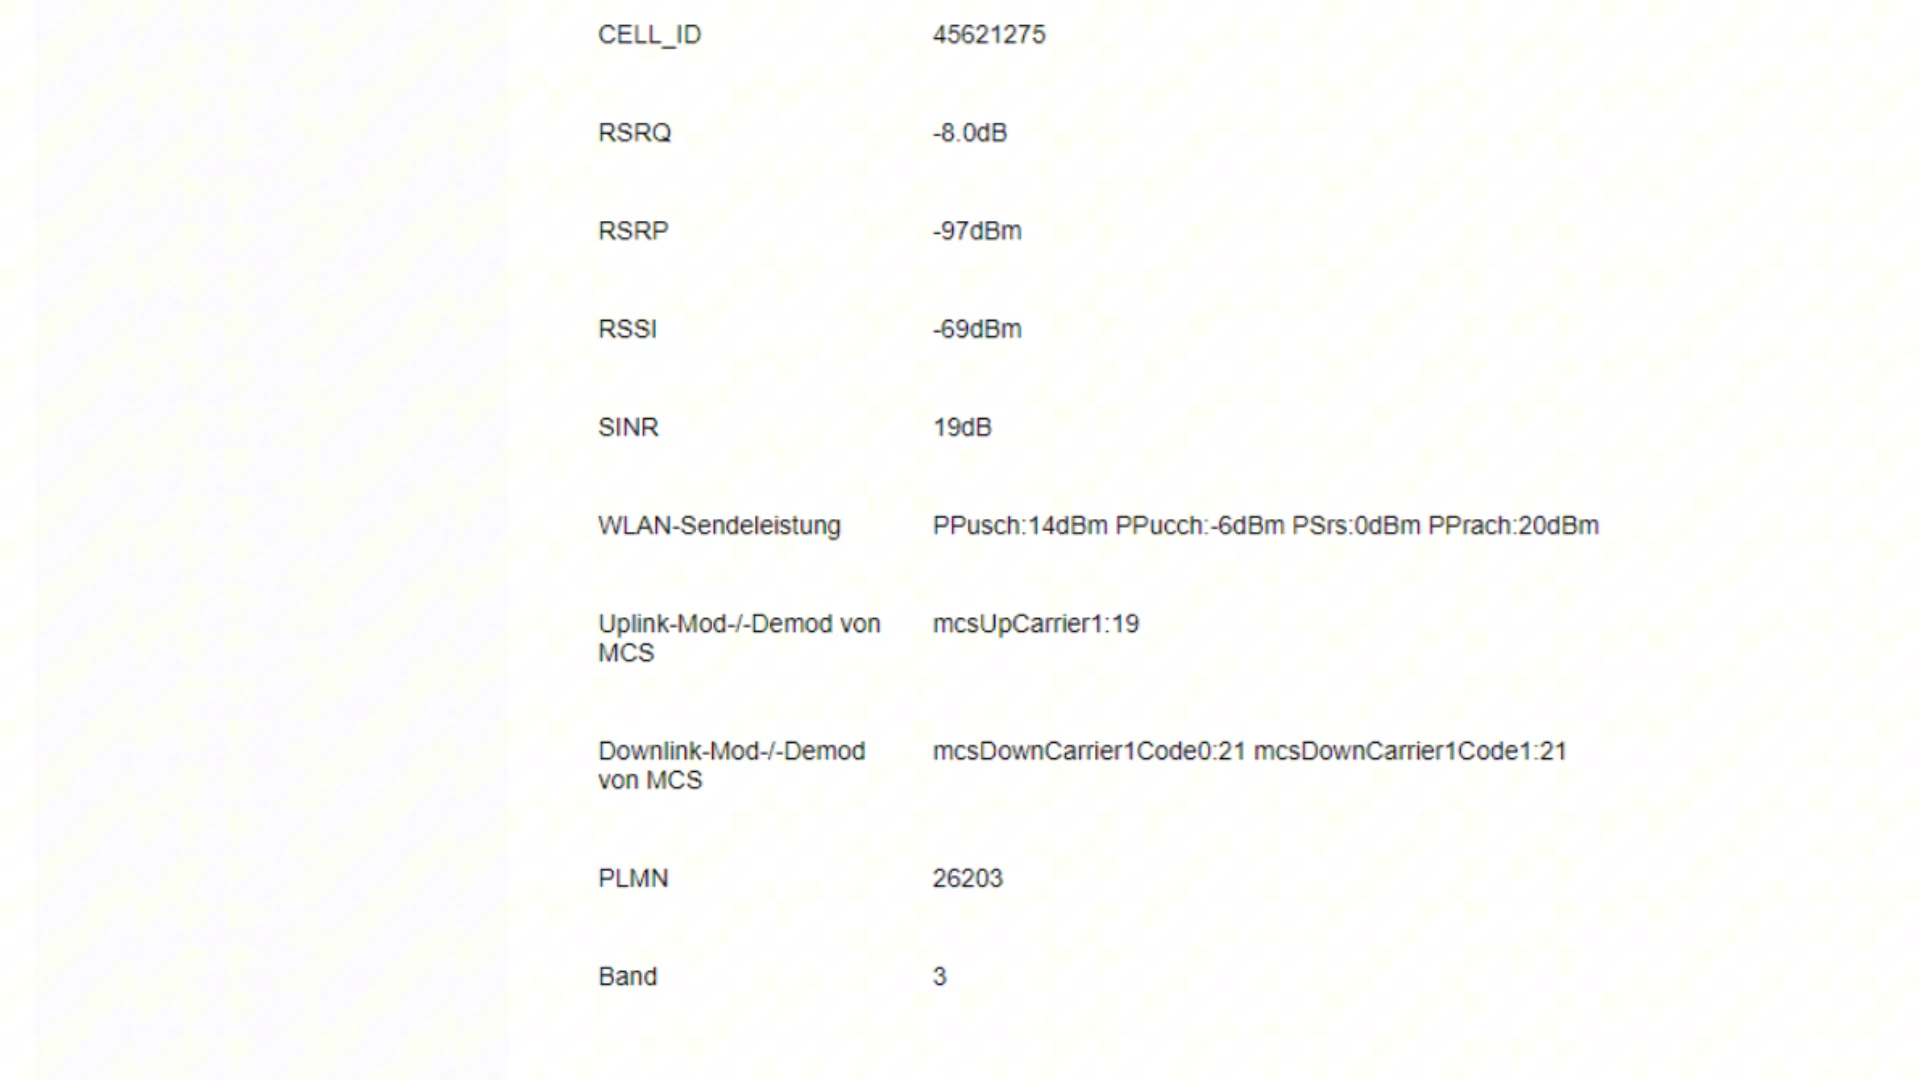 CELL_ID 45621275
RSRQ -8.0dB
RSRP -97dBm
RSSI -69dBm
SINR 19dB
WLAN-Sendeleistung PPusch:14dBm PPucch:-6dBm PSrs:0dBm PPrach:20dBm
Uplink-Mod-/-Demod von mcsUpCarrier1:19
MCS
Downlink-Mod-/-Demod mcsDownCarrier1Code0:21 mcsDownCarrier1Code1:21
von MCS
PLMN 26203
Band 3